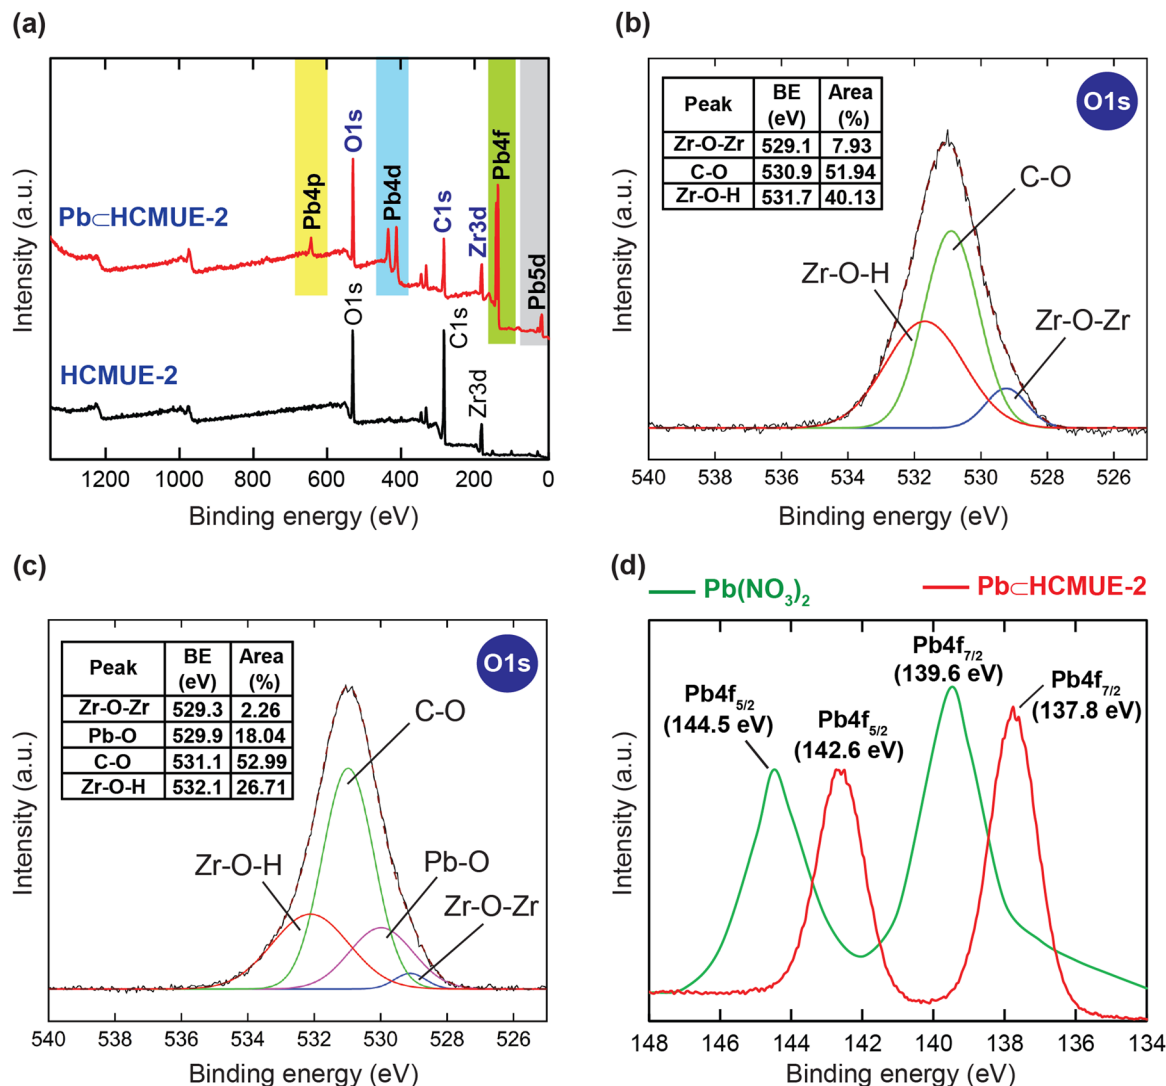 (a)
Intensity (a.u.)
Pb⊂HCMUE-2
HCMUE-2
Pb4p
O1s
Pb4d
C1s
Zr3d
Pb4f
Pb5d
O1s
C1s
Zr3d
1200 1000 800 600 400 200 0
Binding energy (eV)
(b)
Intensity (a.u.)
Peak BE (eV) Area (%)
Zr-O-Zr 529.1 7.93
C-O 530.9 51.94
Zr-O-H 531.7 40.13
O1s
C-O
Zr-O-H
Zr-O-Zr
540 538 536 534 532 530 528 526
Binding energy (eV)
(c)
Intensity (a.u.)
Peak BE (eV) Area (%)
Zr-O-Zr 529.3 2.26
Pb-O 529.9 18.04
C-O 531.1 52.99
Zr-O-H 532.1 26.71
O1s
C-O
Zr-O-H
Pb-O
Zr-O-Zr
540 538 536 534 532 530 528 526
Binding energy (eV)
(d)
Pb(NO3)2
Pb⊂HCMUE-2
Intensity (a.u.)
Pb4f5/2
(144.5 eV)
Pb4f5/2
(142.6 eV)
Pb4f7/2
(139.6 eV)
Pb4f7/2
(137.8 eV)
148 146 144 142 140 138 136 134
Binding energy (eV)